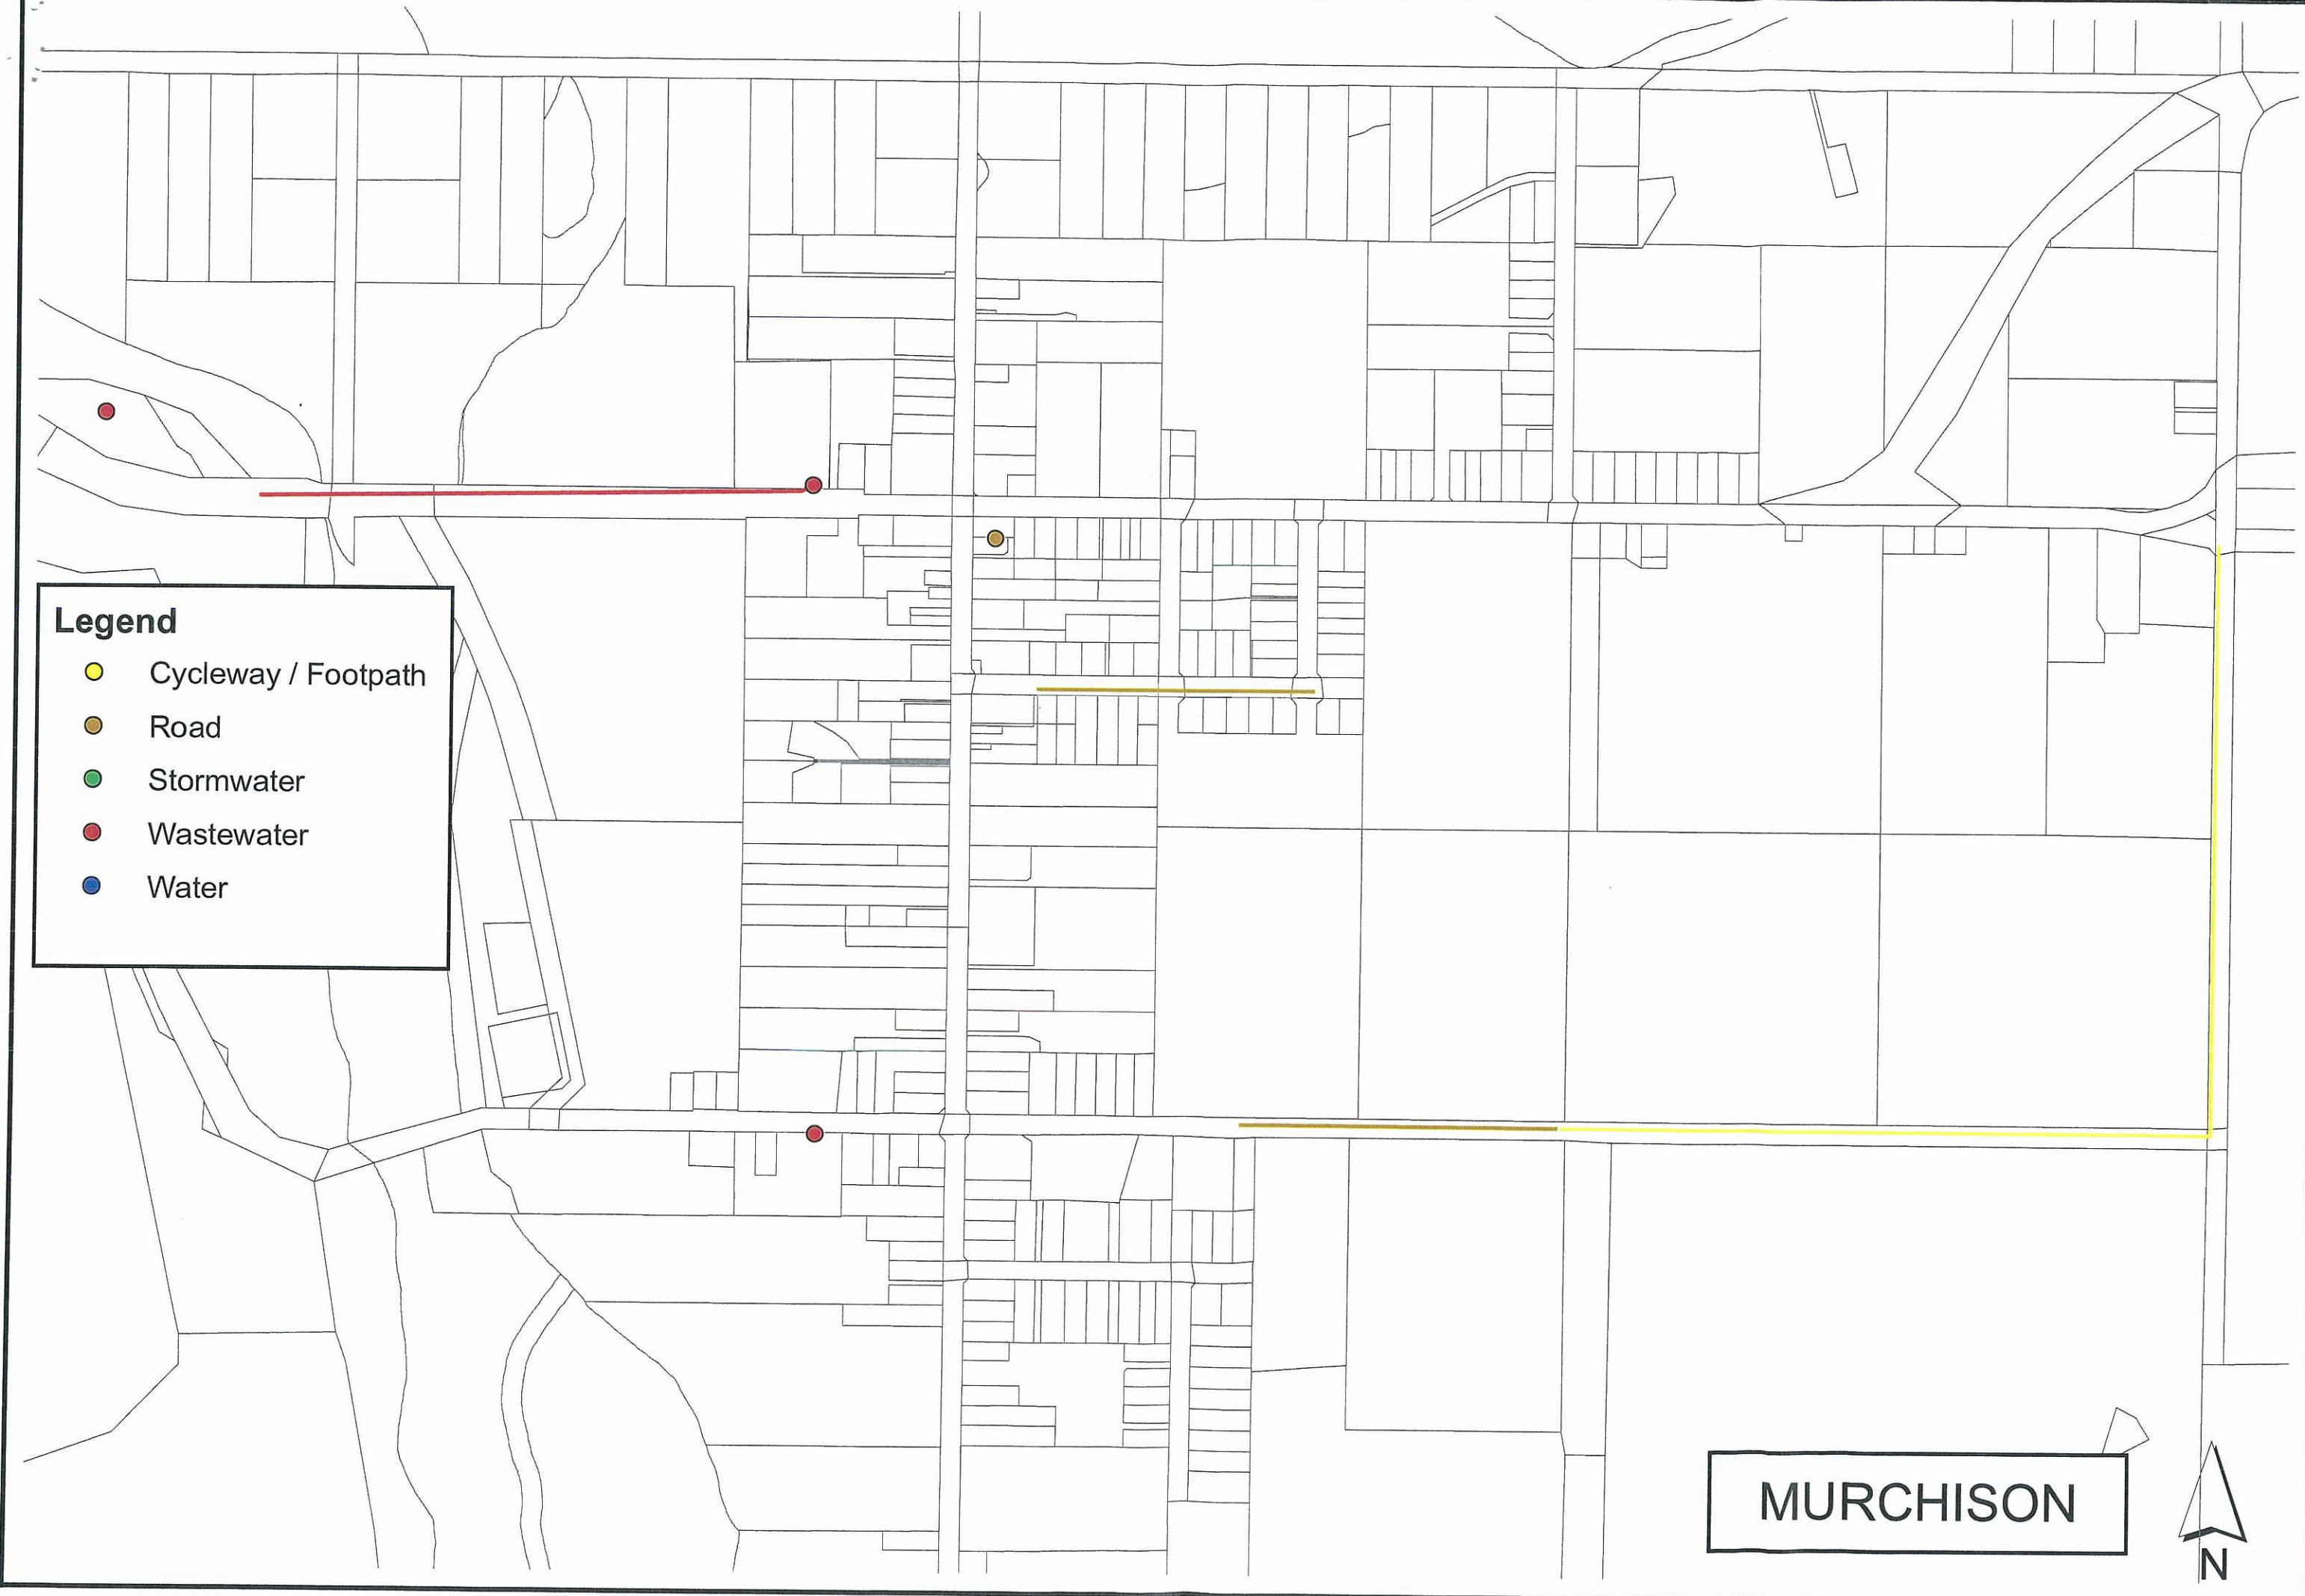 Legend
Cycleway / Footpath
Road
Stormwater
Wastewater
Water
MURCHISON
N